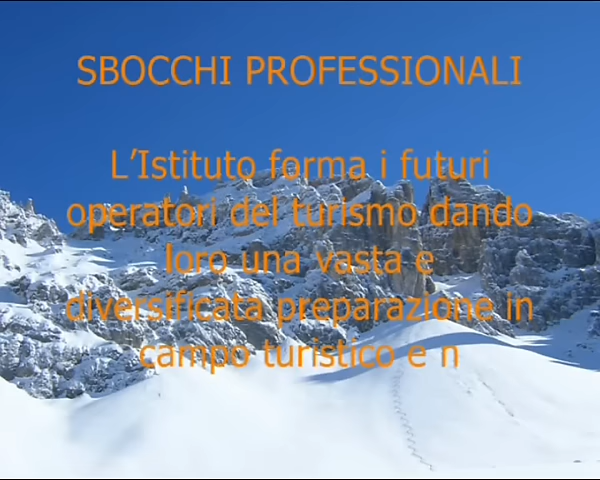 SBOCCHI PROFESSIONALI
L’Istituto forma i futuri
operatori del turismo dando
loro una vasta e
diversificata preparazione in
campo turistico e n